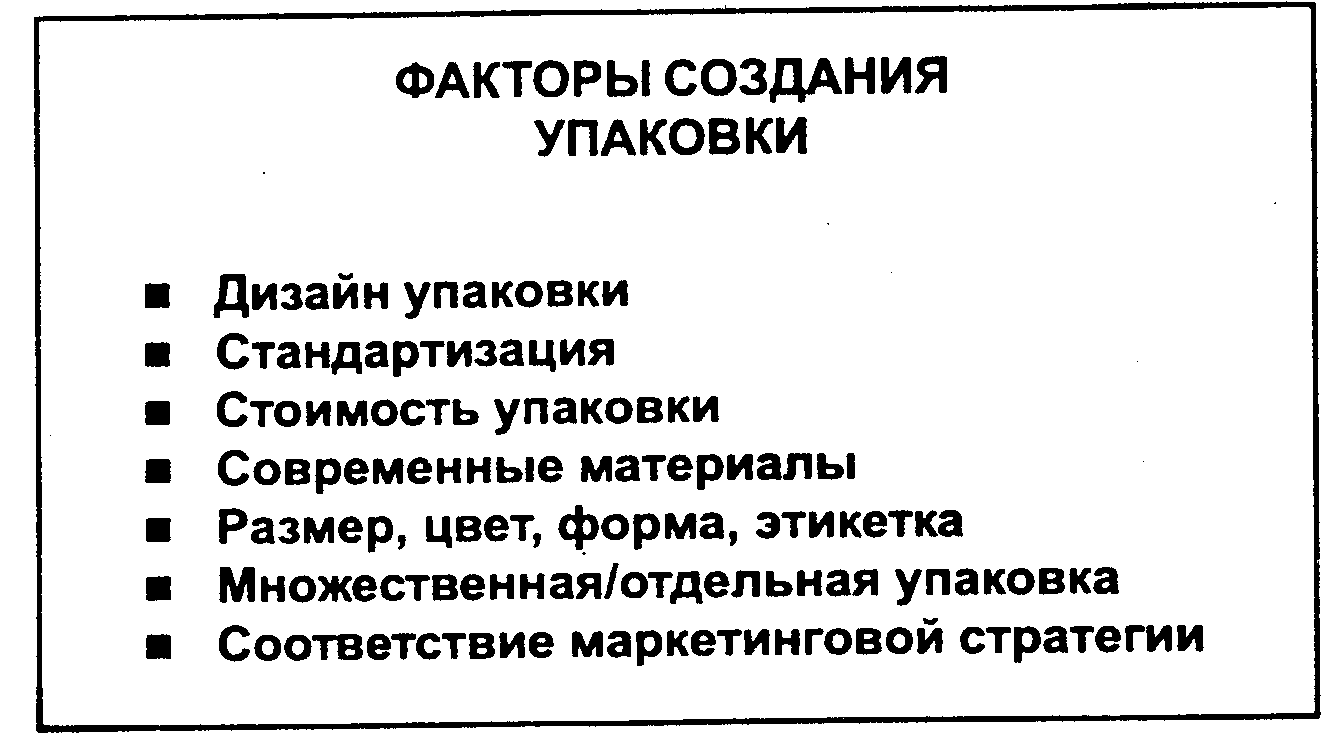 ФАКТОРЫ СОЗДАНИЯ
УПАКОВКИ
■ Дизайн упаковки
■ Стандартизация
■ Стоимость упаковки
■ Современные материалы
■ Размер, цвет, форма, этикетка
■ Множественная/отдельная упаковка
■ Соответствие маркетинговой стратегии